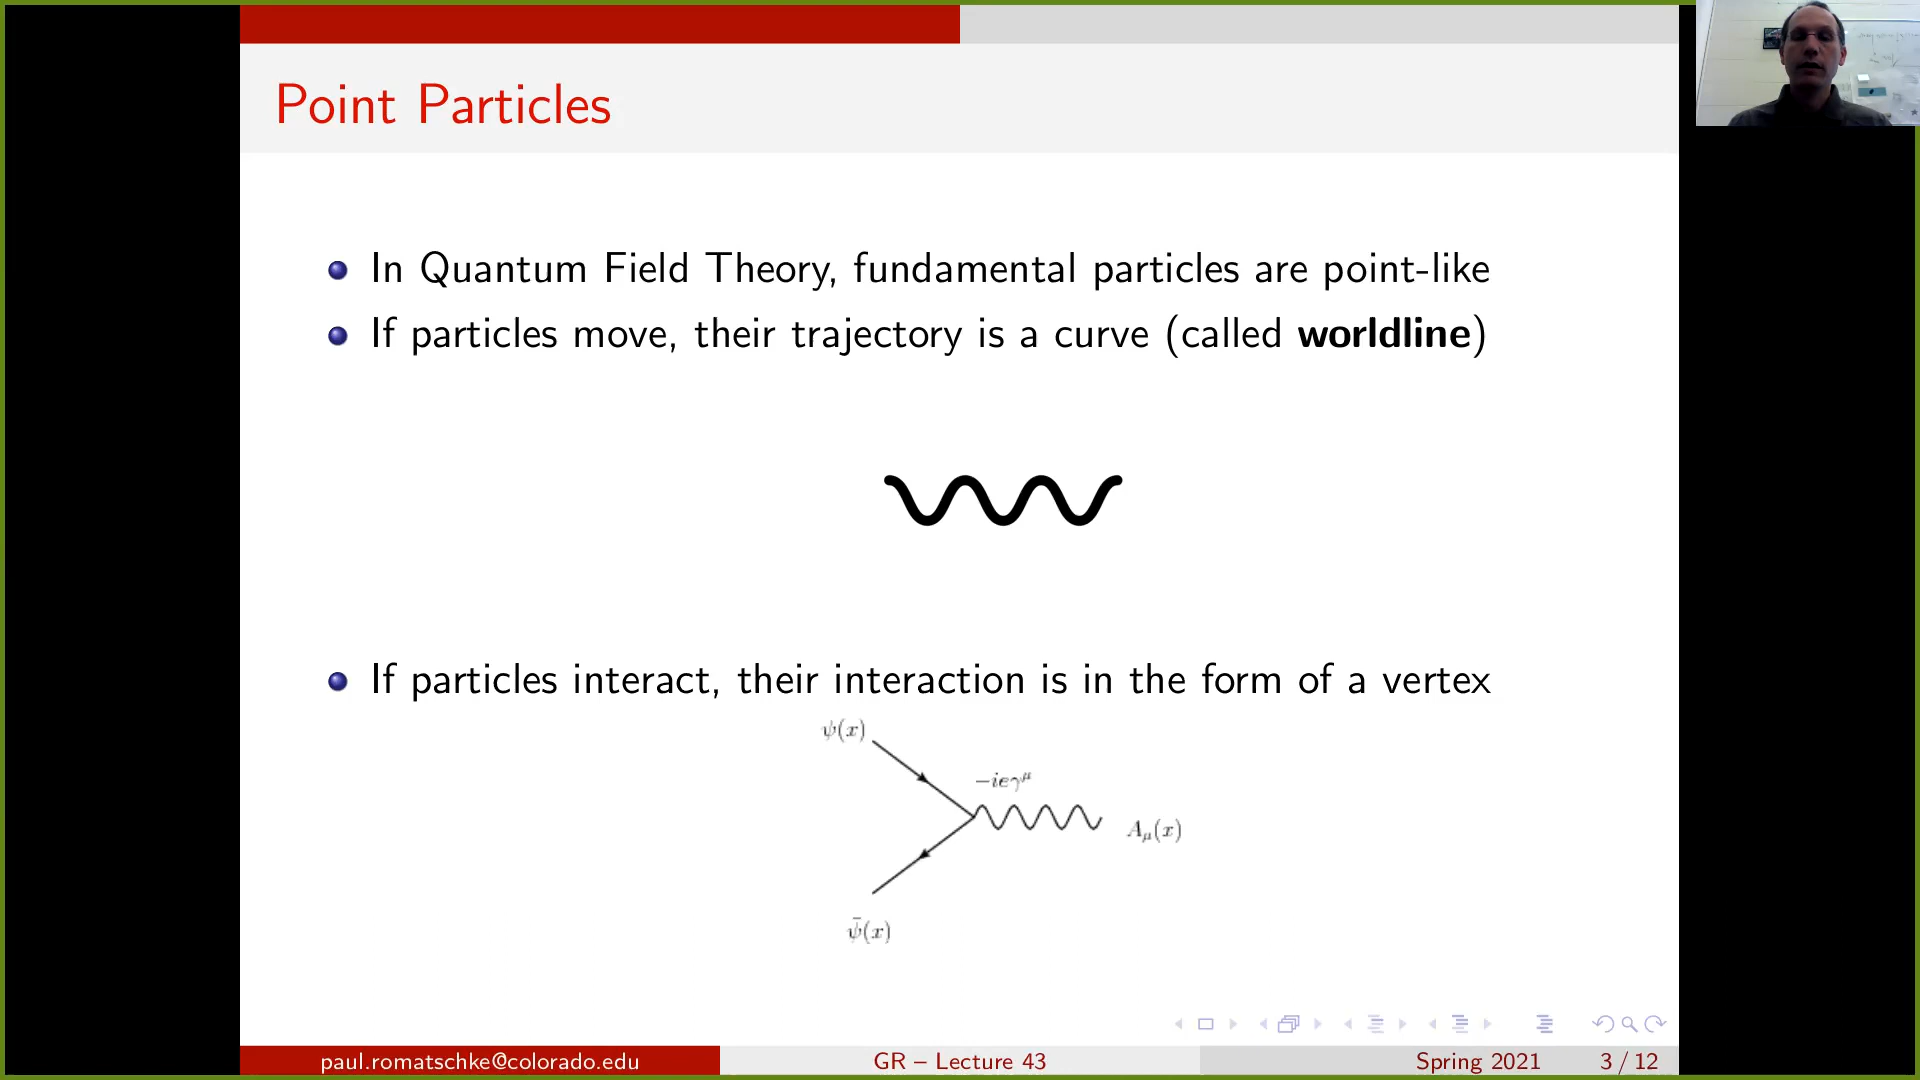 Point Particles
In Quantum Field Theory, fundamental particles are point-like
If particles move, their trajectory is a curve (called worldline)
If particles interact, their interaction is in the form of a vertex
ψ(x)
−ieγ^μ
A_μ(x)
ψ̄(x)
paul.romatschke@colorado.edu
GR – Lecture 43
Spring 2021
3 / 12